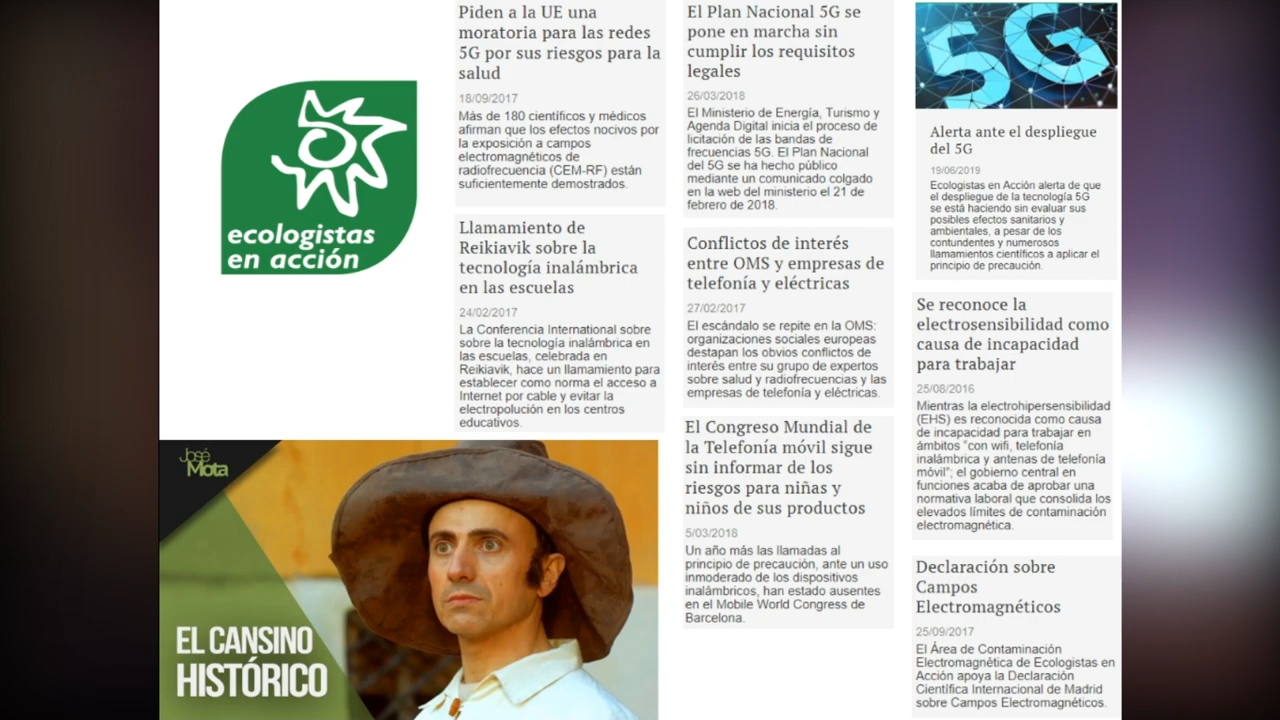 ecologistas
en acción
Piden a la UE una
moratoria para las redes
5G por sus riesgos para la
salud
18/09/2017
Más de 180 científicos y médicos
afirman que los efectos nocivos por
la exposición a campos
electromagnéticos de
radiofrecuencia (CEM-RF) están
suficientemente demostrados.
Llamamiento de
Reikiavik sobre la
tecnología inalámbrica
en las escuelas
24/02/2017
La Conferencia International sobre
sobre la tecnología inalámbrica en
las escuelas, celebrada en
Reikiavik, hace un llamamiento para
establecer como norma el acceso a
Internet por cable y evitar la
electropolución en los centros
educativos.
El Plan Nacional 5G se
pone en marcha sin
cumplir los requisitos
legales
26/03/2018
El Ministerio de Energía, Turismo y
Agenda Digital inicia el proceso de
licitación de las bandas de
frecuencias 5G. El Plan Nacional
del 5G se ha hecho público
mediante un comunicado colgado
en la web del ministerio el 21 de
febrero de 2018.
Conflictos de interés
entre OMS y empresas de
telefonía y eléctricas
27/02/2017
El escándalo se repite en la OMS:
organizaciones sociales europeas
destapan los obvios conflictos de
interés entre su grupo de expertos
sobre salud y radiofrecuencias y las
empresas de telefonía y eléctricas.
El Congreso Mundial de
la Telefonía móvil sigue
sin informar de los
riesgos para niñas y
niños de sus productos
5/03/2018
Un año más las llamadas al
principio de precaución, ante un uso
inmoderado de los dispositivos
inalámbricos, han estado ausentes
en el Mobile World Congress de
Barcelona.
5G
Alerta ante el despliegue
del 5G
19/06/2019
Ecologistas en Acción alerta de que
el despliegue de la tecnología 5G
se está haciendo sin evaluar sus
posibles efectos sanitarios y
ambientales, a pesar de los
contundentes y numerosos
llamamientos científicos a aplicar el
principio de precaución.
Se reconoce la
electrosensibilidad como
causa de incapacidad
para trabajar
25/08/2016
Mientras la electrohipersensibilidad
(EHS) es reconocida como causa
de incapacidad para trabajar en
ámbitos "con wifi, telefonía
inalámbrica y antenas de telefonía
móvil"; el gobierno central en
funciones acaba de aprobar una
normativa laboral que consolida los
elevados límites de contaminación
electromagnética.
Declaración sobre
Campos
Electromagnéticos
25/09/2017
El Área de Contaminación
Electromagnética de Ecologistas en
Acción apoya la Declaración
Científica Internacional de Madrid
sobre Campos Electromagnéticos.
José
Mota
EL CANSINO
HISTÓRICO